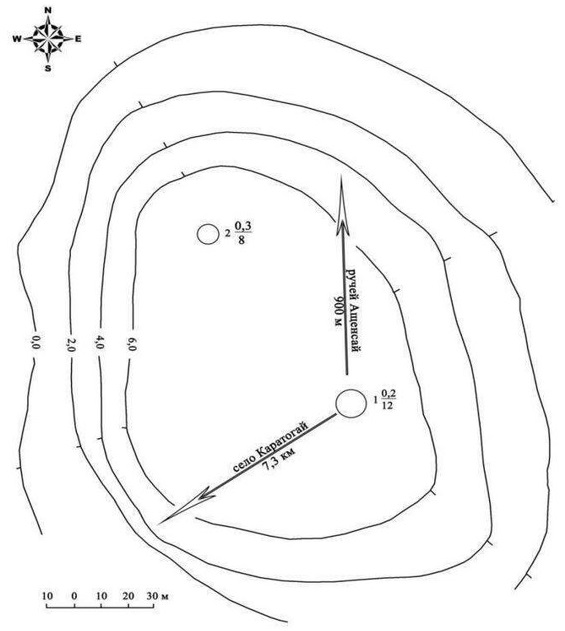 N
W E
S
2 0,3/8
ручей Ащенсай
900 м
0,0 2,0 4,0 6,0
1 0,2/12
село Каратогай
7,3 км
10 0 10 20 30 м